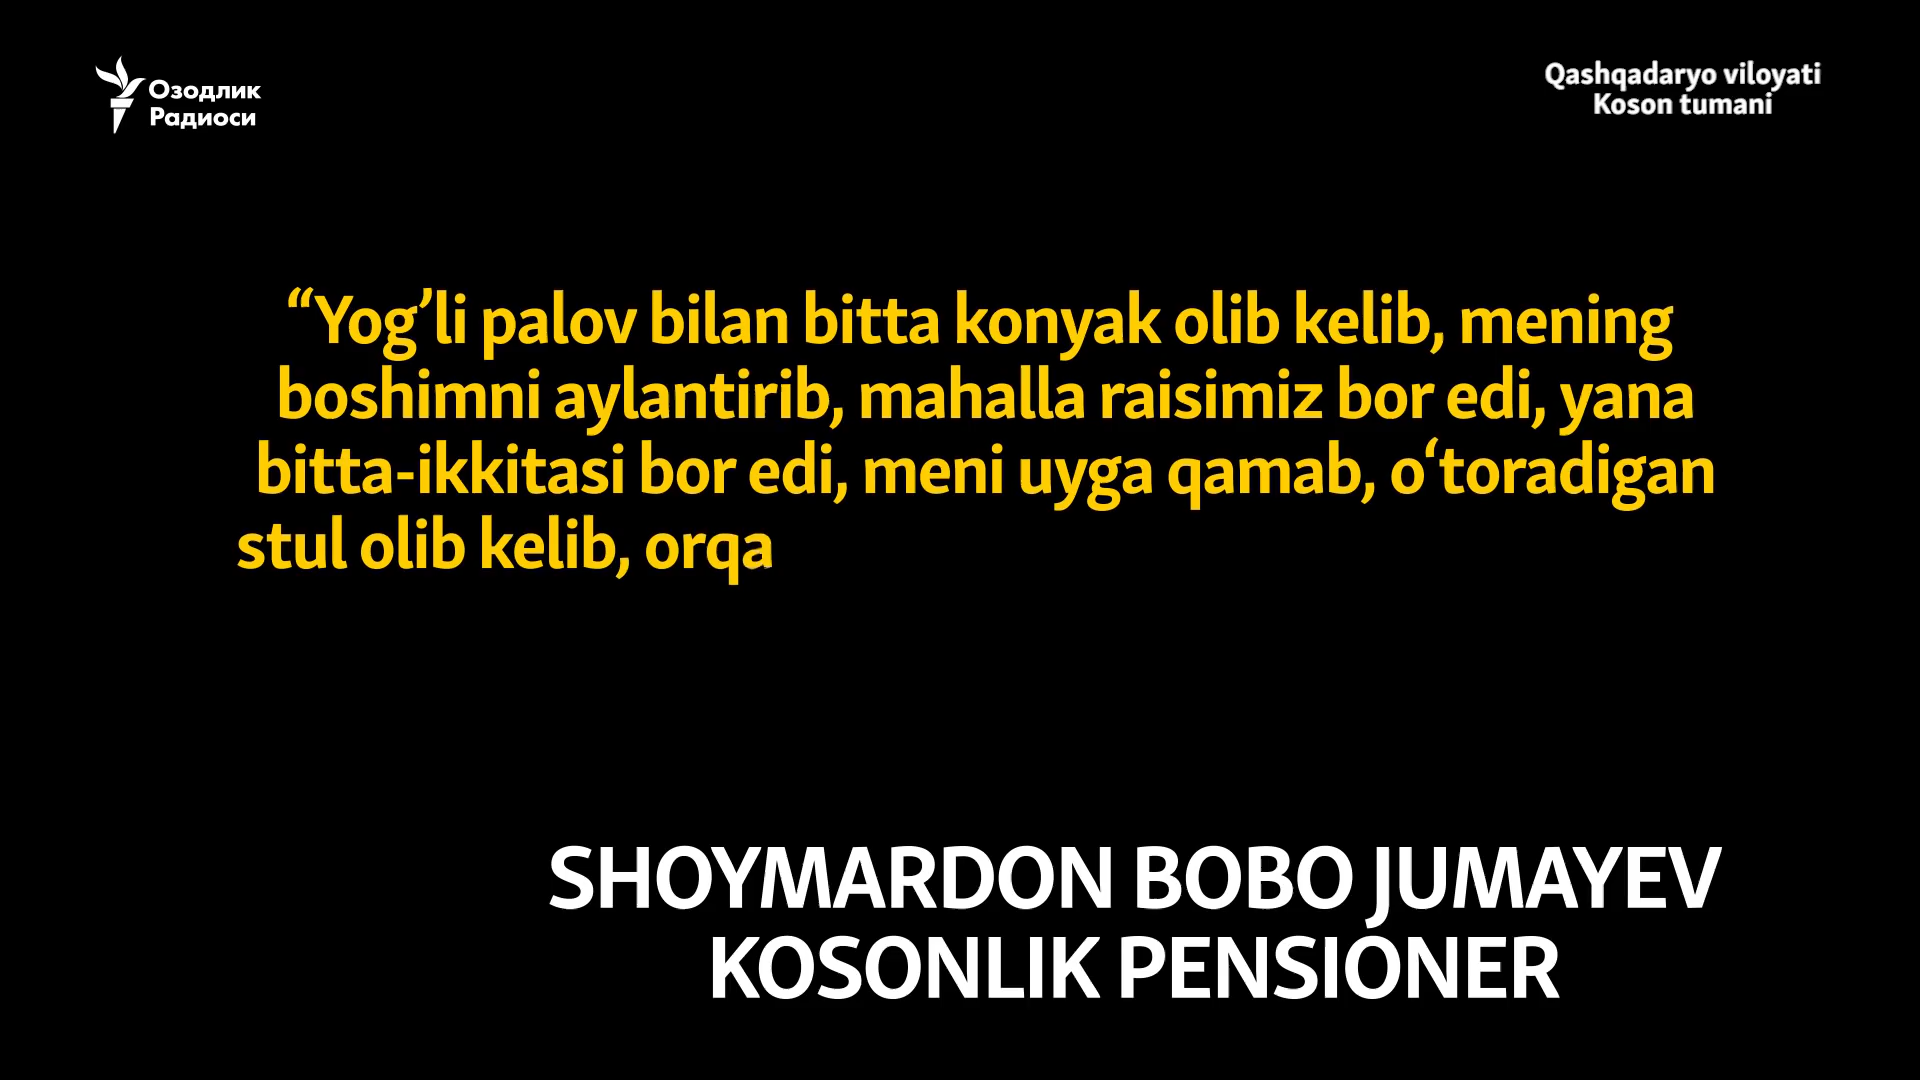 Озодлик
Радиоси
Qashqadaryo viloyati
Koson tumani
“Yog’li palov bilan bitta konyak olib kelib, mening
boshimni aylantirib, mahalla raisimiz bor edi, yana
bitta-ikkitasi bor edi, meni uyga qamab, o‘toradigan
stul olib kelib, orqa
SHOYMARDON BOBO JUMAYEV
KOSONLIK PENSIONER